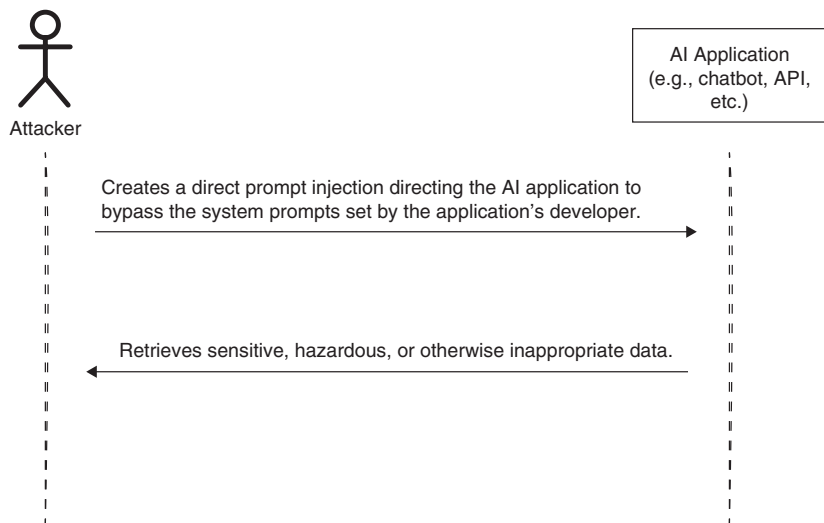 AI Application
(e.g., chatbot, API,
etc.)
Attacker
Creates a direct prompt injection directing the AI application to
bypass the system prompts set by the application’s developer.
Retrieves sensitive, hazardous, or otherwise inappropriate data.